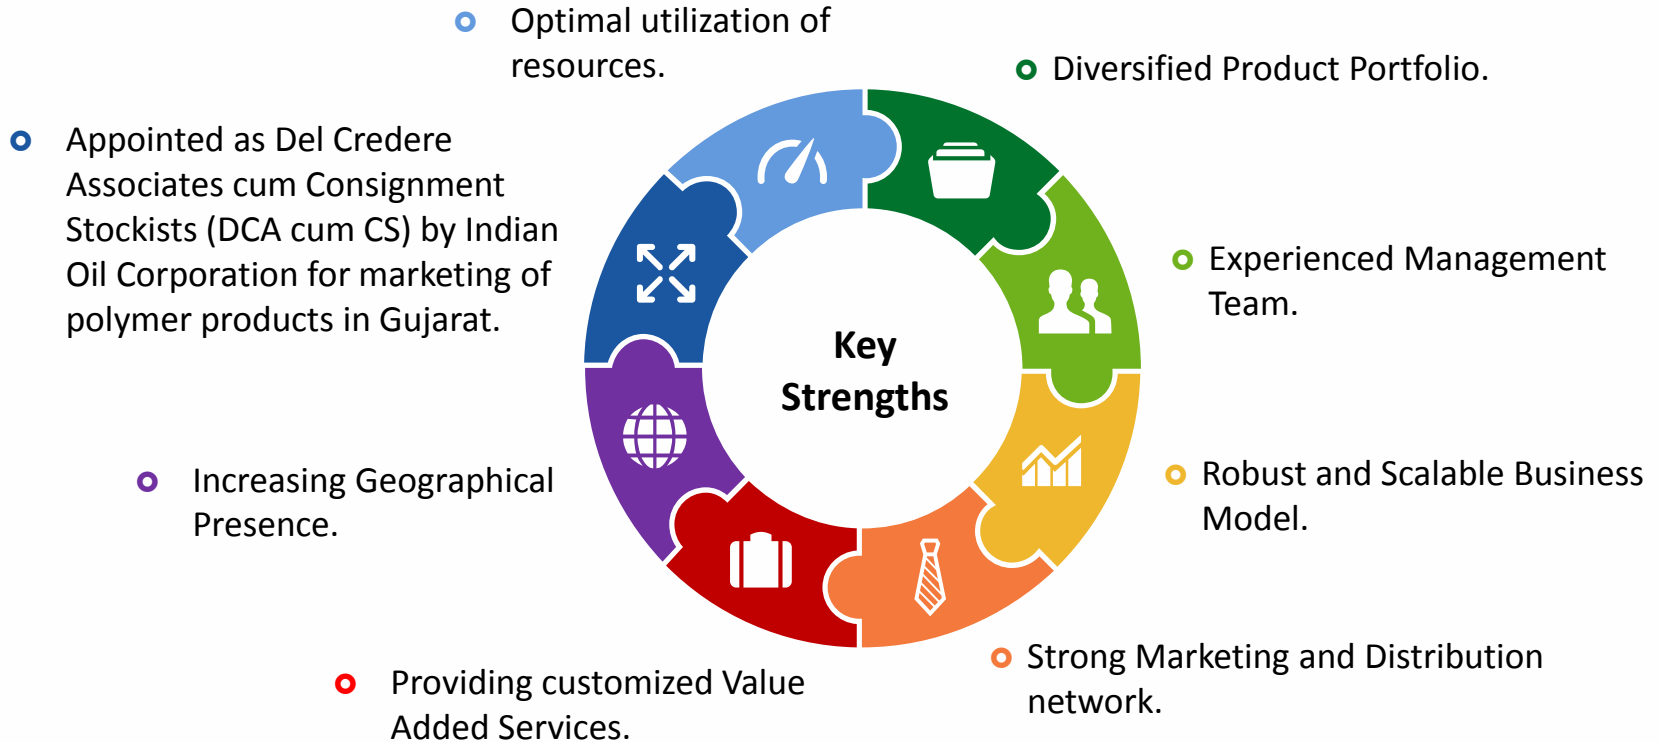 Optimal utilization of
resources.
Diversified Product Portfolio.
Appointed as Del Credere
Associates cum Consignment
Stockists (DCA cum CS) by Indian
Oil Corporation for marketing of
polymer products in Gujarat.
Experienced Management
Team.
Key
Strengths
Increasing Geographical
Presence.
Robust and Scalable Business
Model.
Strong Marketing and Distribution
network.
Providing customized Value
Added Services.